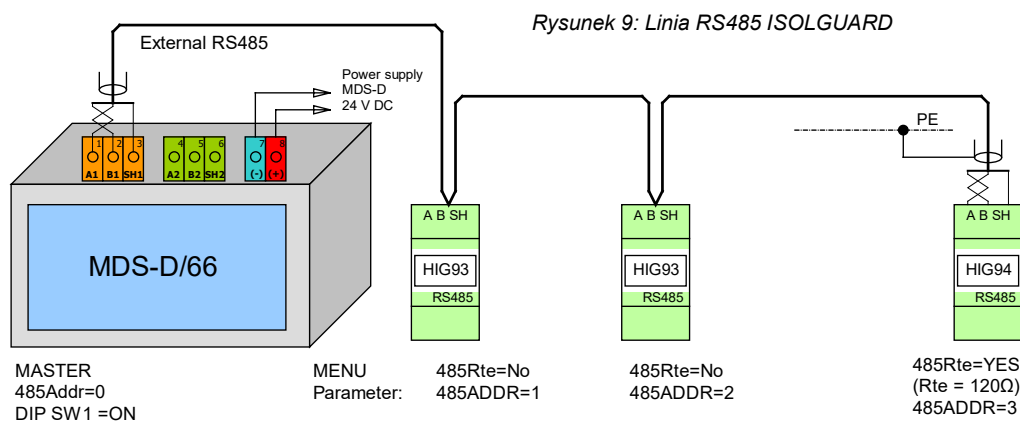 Rysunek 9: Linia RS485 ISOLGUARD
External RS485
Power supply
MDS-D
24 V DC
1 2 3 4 5 6 7 8
A1 B1 SH1 A2 B2 SH2 (-) (+)
PE
A B SH
A B SH
A B SH
MDS-D/66
HIG93
HIG93
HIG94
RS485
RS485
RS485
MASTER
485Addr=0
DIP SW1 =ON
MENU
Parameter:
485Rte=No
485ADDR=1
485Rte=No
485ADDR=2
485Rte=YES
(Rte = 120Ω)
485ADDR=3